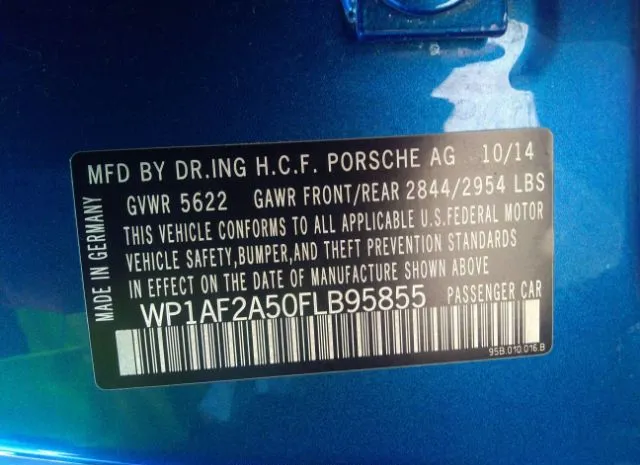 MFD BY DR.ING H.C.F. PORSCHE AG 10/14
GVWR 5622 GAWR FRONT/REAR 2844/2954 LBS
THIS VEHICLE CONFORMS TO ALL APPLICABLE U.S.FEDERAL MOTOR
VEHICLE SAFETY,BUMPER,AND THEFT PREVENTION STANDARDS
IN EFFECT ON THE DATE OF MANUFACTURE SHOWN ABOVE
WP1AF2A50FLB95855 PASSENGER CAR
95B.010.016.B
MADE IN GERMANY